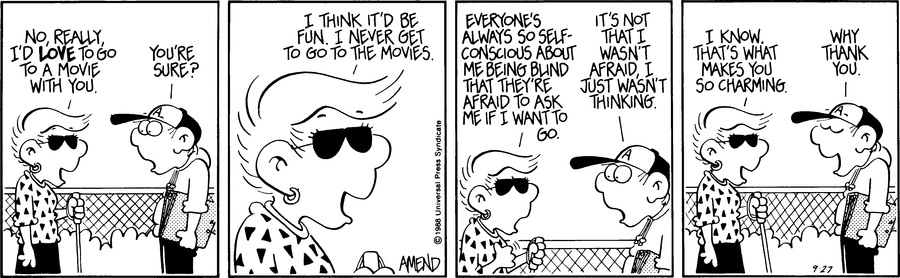 NO, REALLY,
I'D LOVE TO GO
TO A MOVIE
WITH YOU.
YOU'RE
SURE?
A
I THINK IT'D BE
FUN. I NEVER GET
TO GO TO THE MOVIES.
©1988 Universal Press Syndicate
AMEND
EVERYONE'S
ALWAYS SO SELF-
CONSCIOUS ABOUT
ME BEING BLIND
THAT THEY'RE
AFRAID TO ASK
ME IF I WANT TO
GO.
IT'S NOT
THAT I
WASN'T
AFRAID, I
JUST WASN'T
THINKING.
A
I KNOW.
THAT'S WHAT
MAKES YOU
SO CHARMING.
WHY
THANK
YOU.
A
9-27